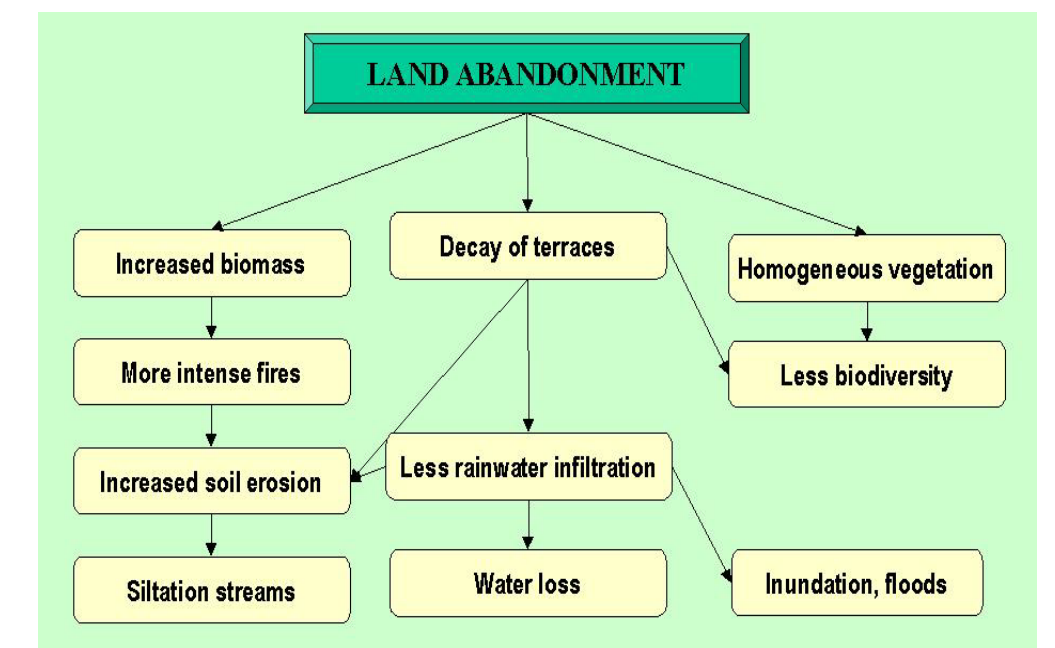 LAND ABANDONMENT
Increased biomass
Decay of terraces
Homogeneous vegetation
More intense fires
Less biodiversity
Increased soil erosion
Less rainwater infiltration
Siltation streams
Water loss
Inundation, floods